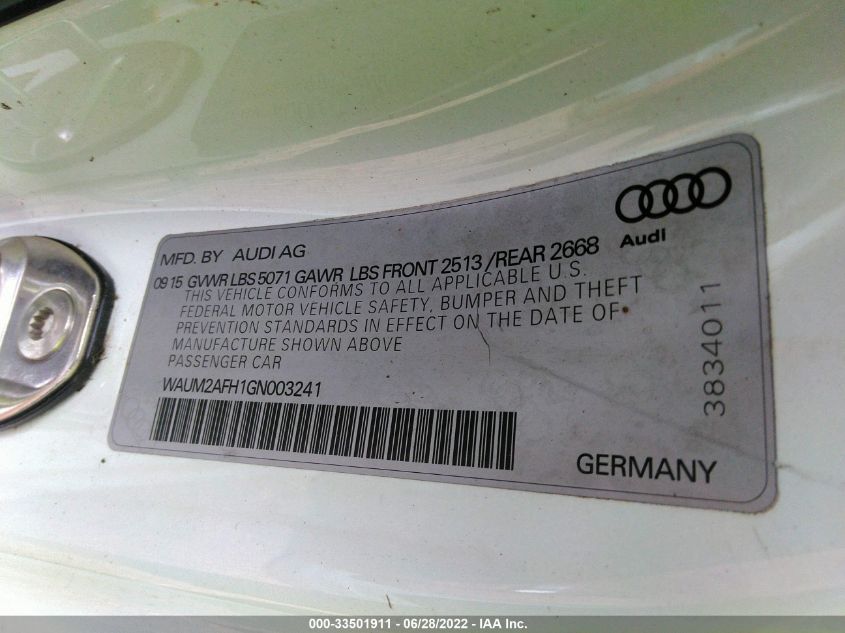 Audi
MFD. BY AUDI AG
09 15 GVWR LBS 5071 GAWR LBS FRONT 2513 / REAR 2668
THIS VEHICLE CONFORMS TO ALL APPLICABLE U.S.
FEDERAL MOTOR VEHICLE SAFETY, BUMPER AND THEFT
PREVENTION STANDARDS IN EFFECT ON THE DATE OF
MANUFACTURE SHOWN ABOVE
PASSENGER CAR
WAUM2AFH1GN003241
GERMANY
3834011
000-33501911 - 06/28/2022 - IAA Inc.